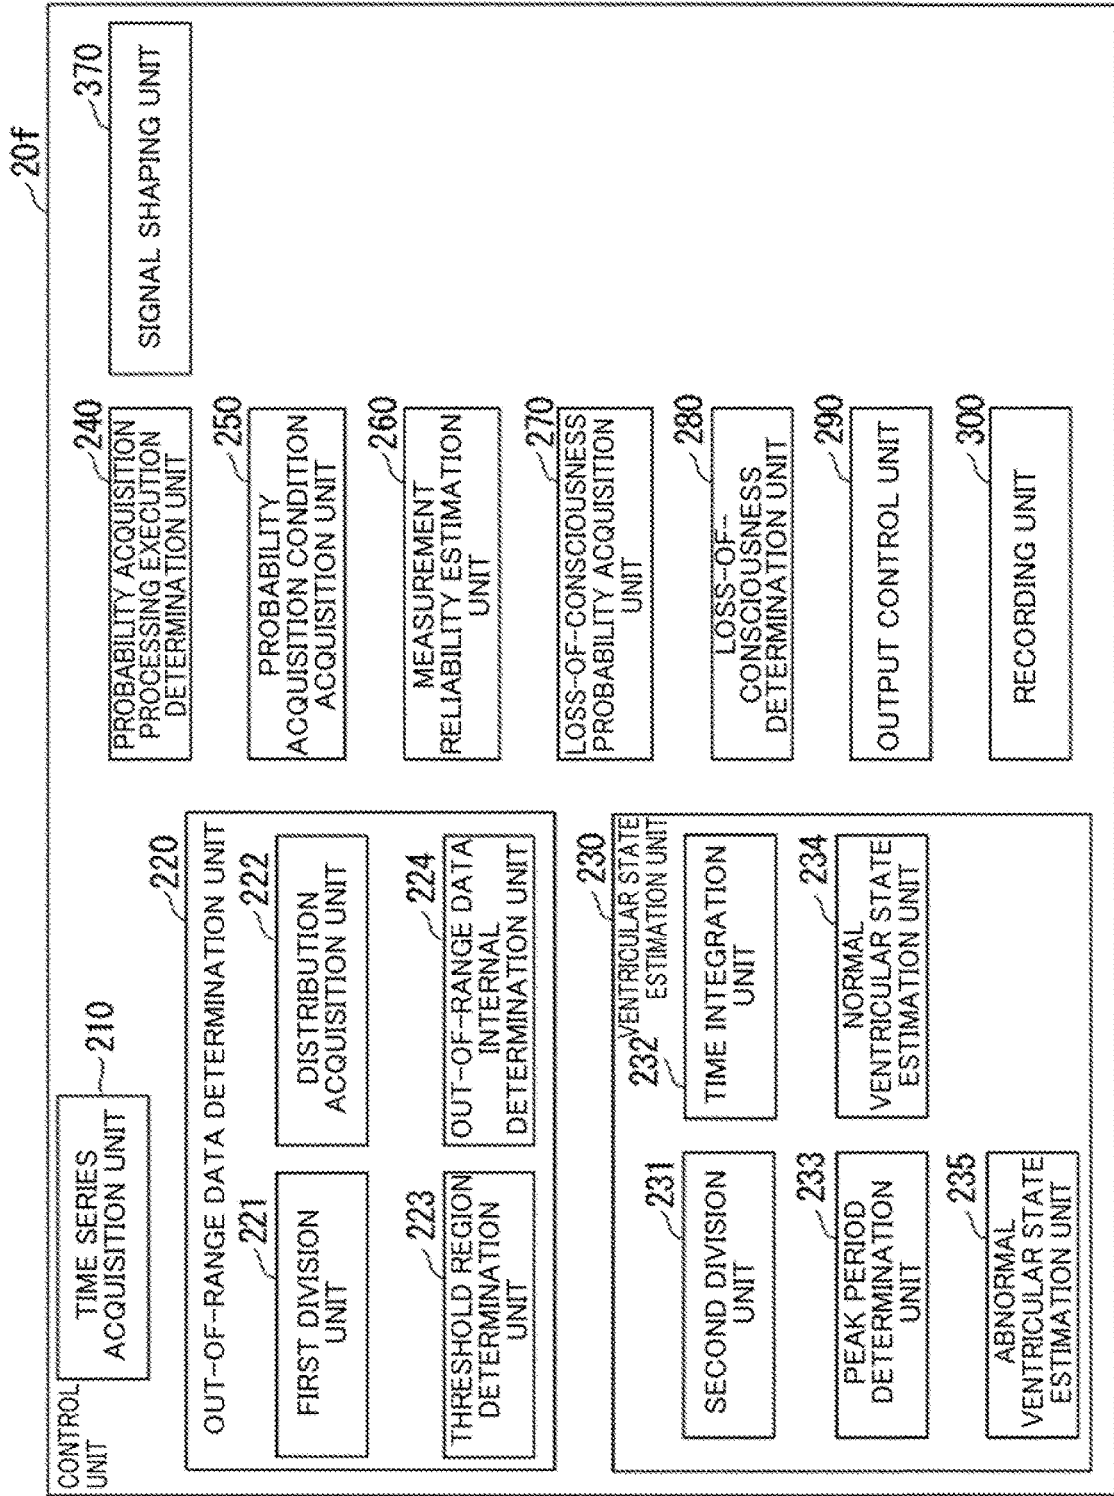 20f
CONTROL
UNIT
210
TIME SERIES
ACQUISITION UNIT
220
OUT-OF-RANGE DATA DETERMINATION UNIT
221
FIRST DIVISION
UNIT
222
DISTRIBUTION
ACQUISITION UNIT
223
THRESHOLD REGION
DETERMINATION
UNIT
224
OUT-OF-RANGE DATA
INTERNAL
DETERMINATION UNIT
230
VENTRICULAR STATE
ESTIMATION UNIT
231
SECOND DIVISION
UNIT
232
TIME INTEGRATION
UNIT
233
PEAK PERIOD
DETERMINATION
UNIT
234
NORMAL
VENTRICULAR STATE
ESTIMATION UNIT
235
ABNORMAL
VENTRICULAR STATE
ESTIMATION UNIT
240
PROBABILITY ACQUISITION
PROCESSING EXECUTION
DETERMINATION UNIT
250
PROBABILITY
ACQUISITION CONDITION
ACQUISITION UNIT
260
MEASUREMENT
RELIABILITY ESTIMATION
UNIT
270
LOSS-OF-CONSCIOUSNESS
PROBABILITY ACQUISITION
UNIT
280
LOSS-OF-
CONSCIOUSNESS
DETERMINATION UNIT
290
OUTPUT CONTROL UNIT
300
RECORDING UNIT
370
SIGNAL SHAPING UNIT